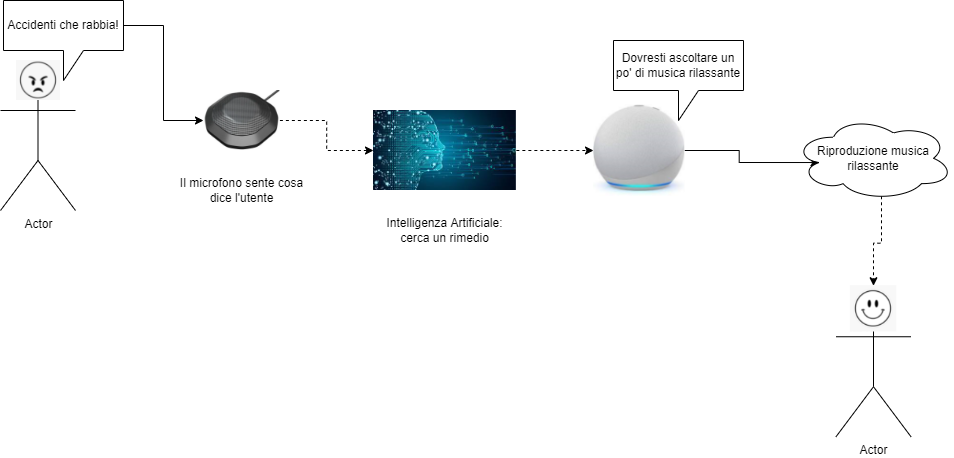 Accidenti che rabbia!
Actor
Il microfono sente cosa
dice l'utente
Intelligenza Artificiale:
cerca un rimedio
Dovresti ascoltare un
po' di musica rilassante
Riproduzione musica
rilassante
Actor